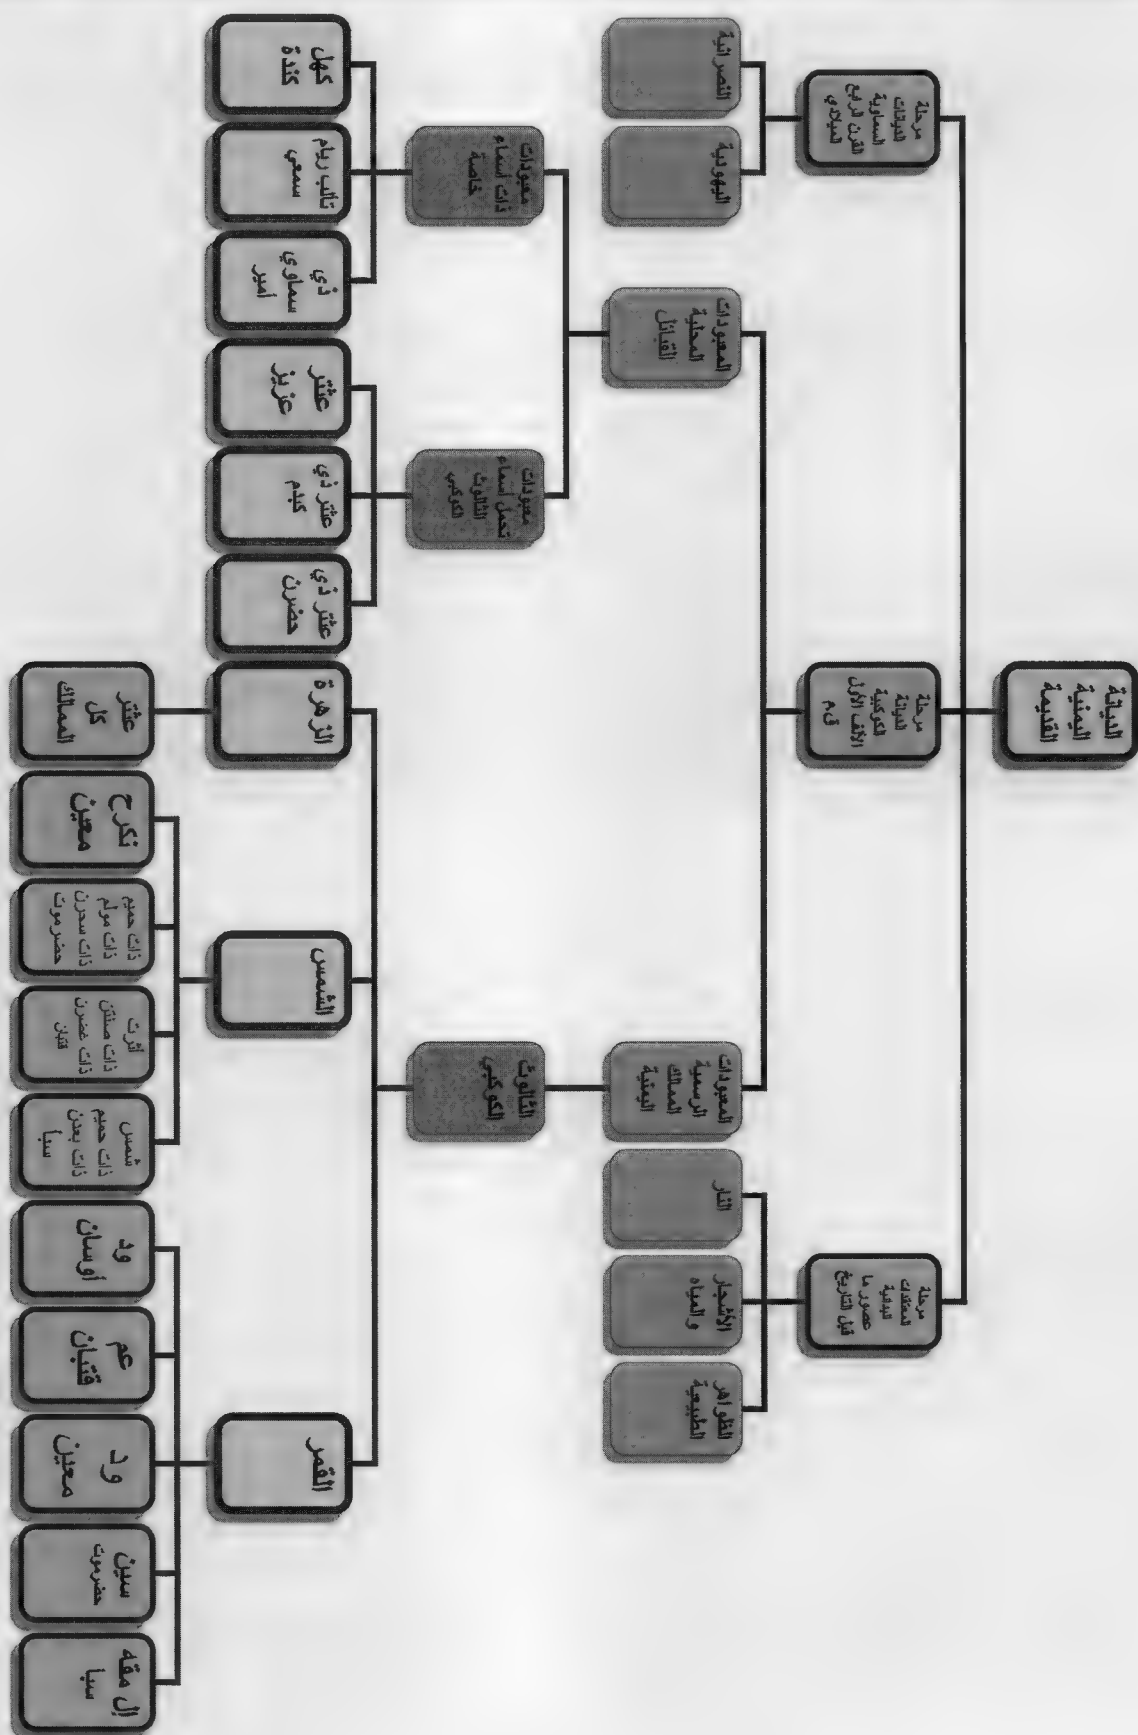 الديانة
اليمنية
القديمة
مرحلة
المعتقدات
البدائية
عصور ما
قبل التاريخ
مرحلة
الديانة
الكوكبية
الألف الأول
ق.م
مرحلة
الديانات
السماوية
القرن الرابع
الميلادي
الظواهر
الطبيعية
الأشجار
والمياه
النار
المعبودات
الرسمية
الممالك
اليمنية
المعبودات
المحلية
القبائل
اليهودية
النصرانية
الثالوث
الكوكبي
معبودات
تحمل أسماء
الثالوث
الكوكبي
معبودات
ذات أسماء
خاصة
القمر
الشمس
الزهرة
عثتر ذي
حضرن
عثتر ذي
كبدم
عثتر
عزيز
ذي
سماوي
أمير
تالب ريام
سمعي
كهل
كندة
إل مقه
سبأ
سين
حضرموت
ود
معين
عم
قتبان
ود
أوسان
شمس
ذات حميم
ذات بعدن
سبأ
أثرت
ذات صنتن
ذات غضرن
قتبان
ذات حميم
ذات مولم
ذات سحرن
حضرموت
نكرح
معين
عثتر
كل
الممالك